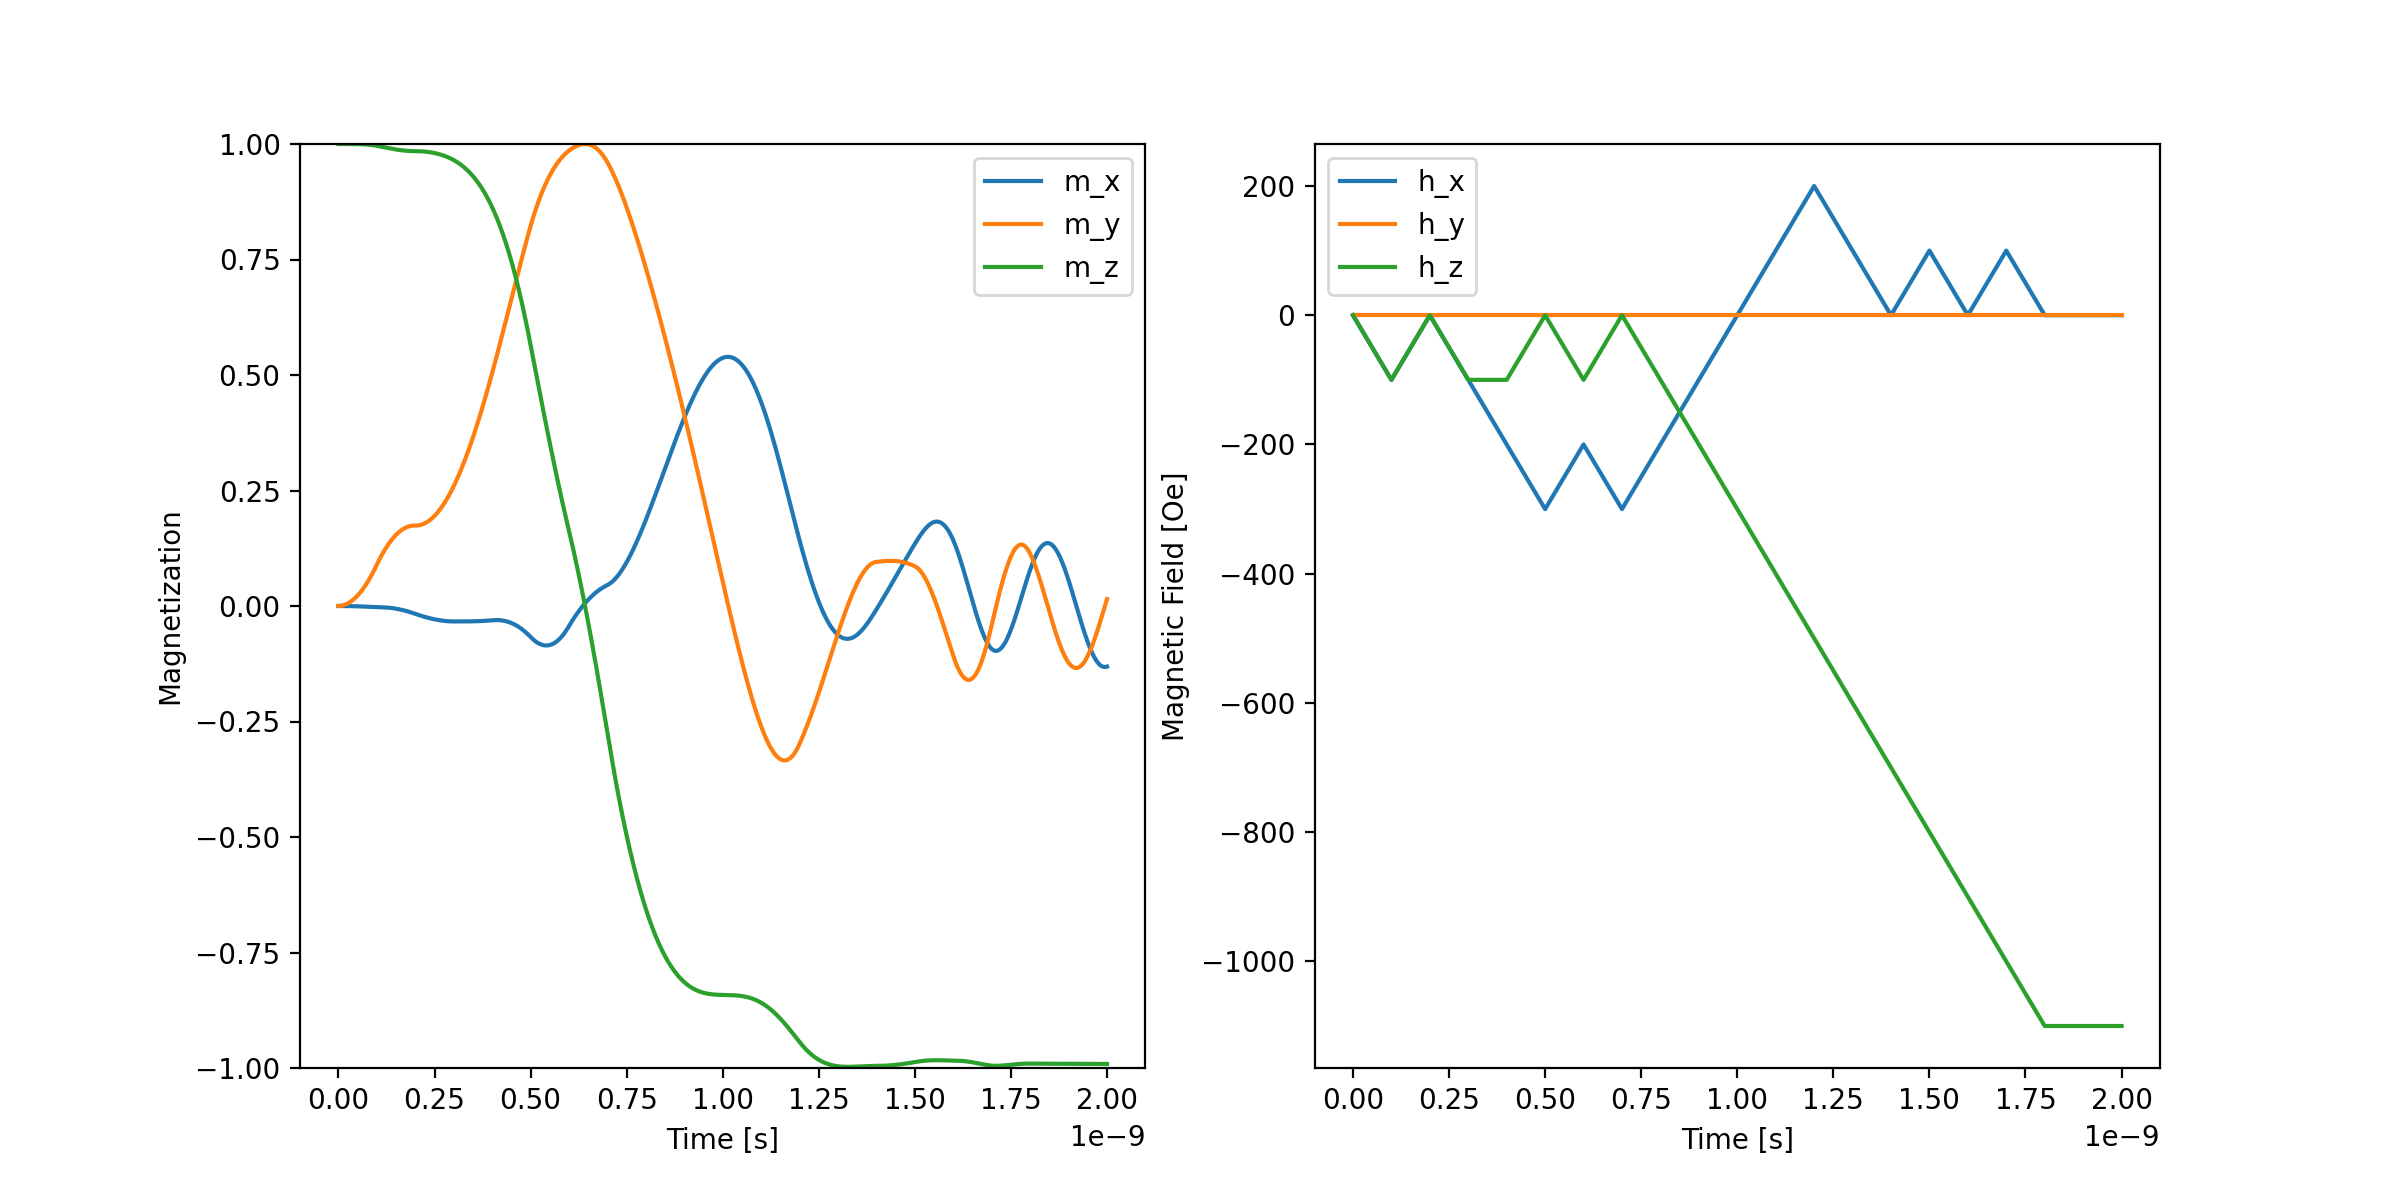 1.00
0.75
0.50
0.25
0.00
−0.25
−0.50
−0.75
−1.00
Magnetization
m_x
m_y
m_z
0.00 0.25 0.50 0.75 1.00 1.25 1.50 1.75 2.00
Time [s]
1e−9
200
0
−200
−400
−600
−800
−1000
Magnetic Field [Oe]
h_x
h_y
h_z
0.00 0.25 0.50 0.75 1.00 1.25 1.50 1.75 2.00
Time [s]
1e−9